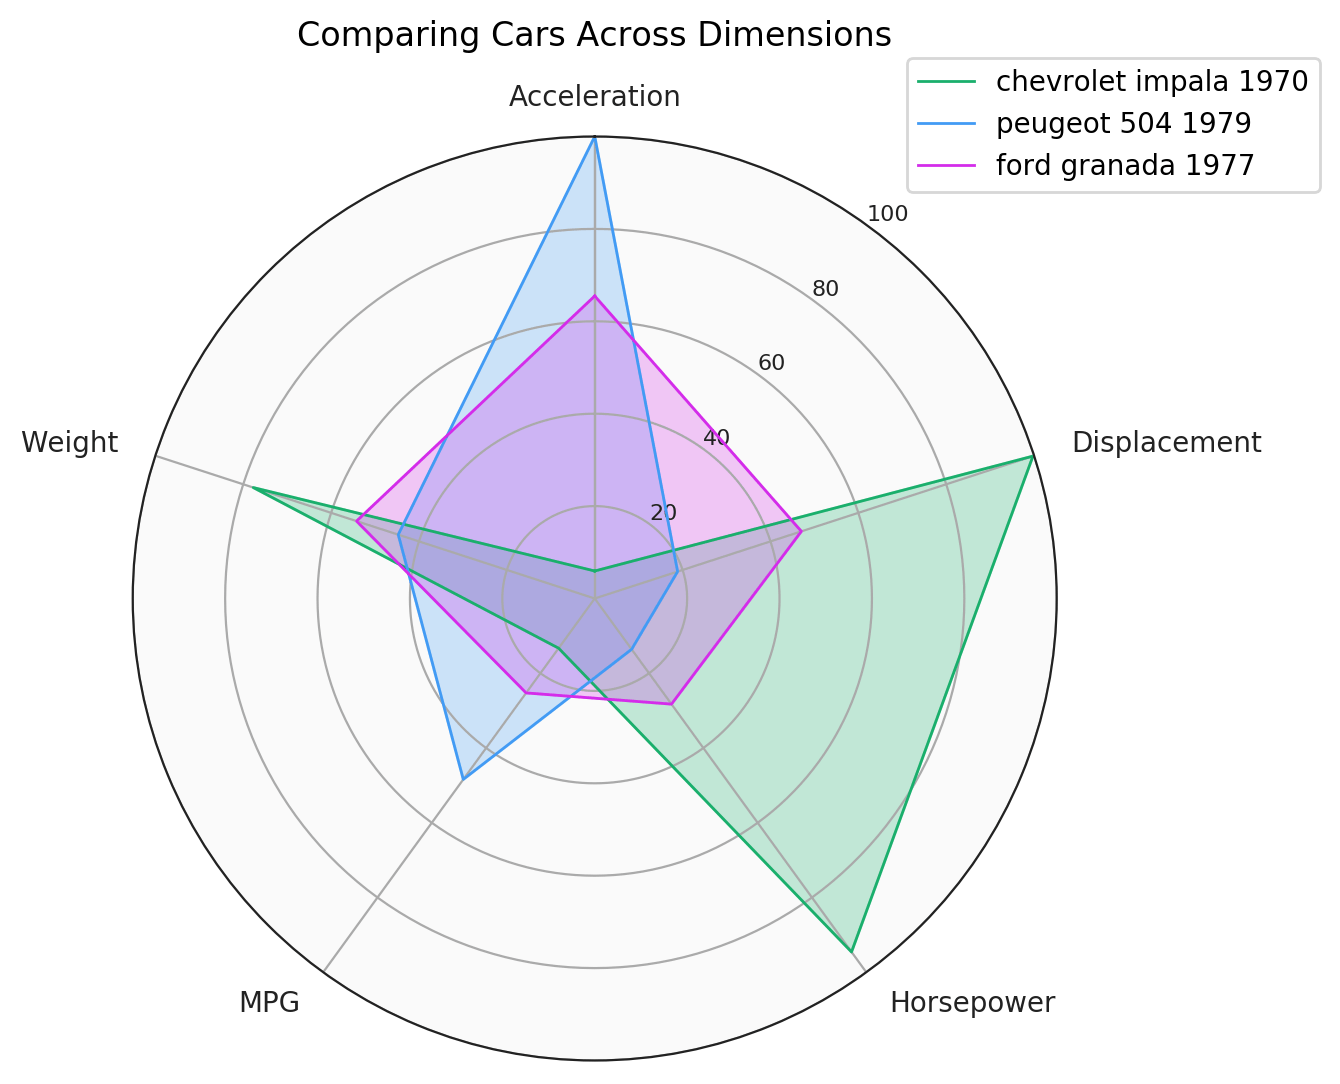 Comparing Cars Across Dimensions
chevrolet impala 1970
peugeot 504 1979
ford granada 1977
Acceleration
100
80
60
40
20
Weight
Displacement
MPG
Horsepower